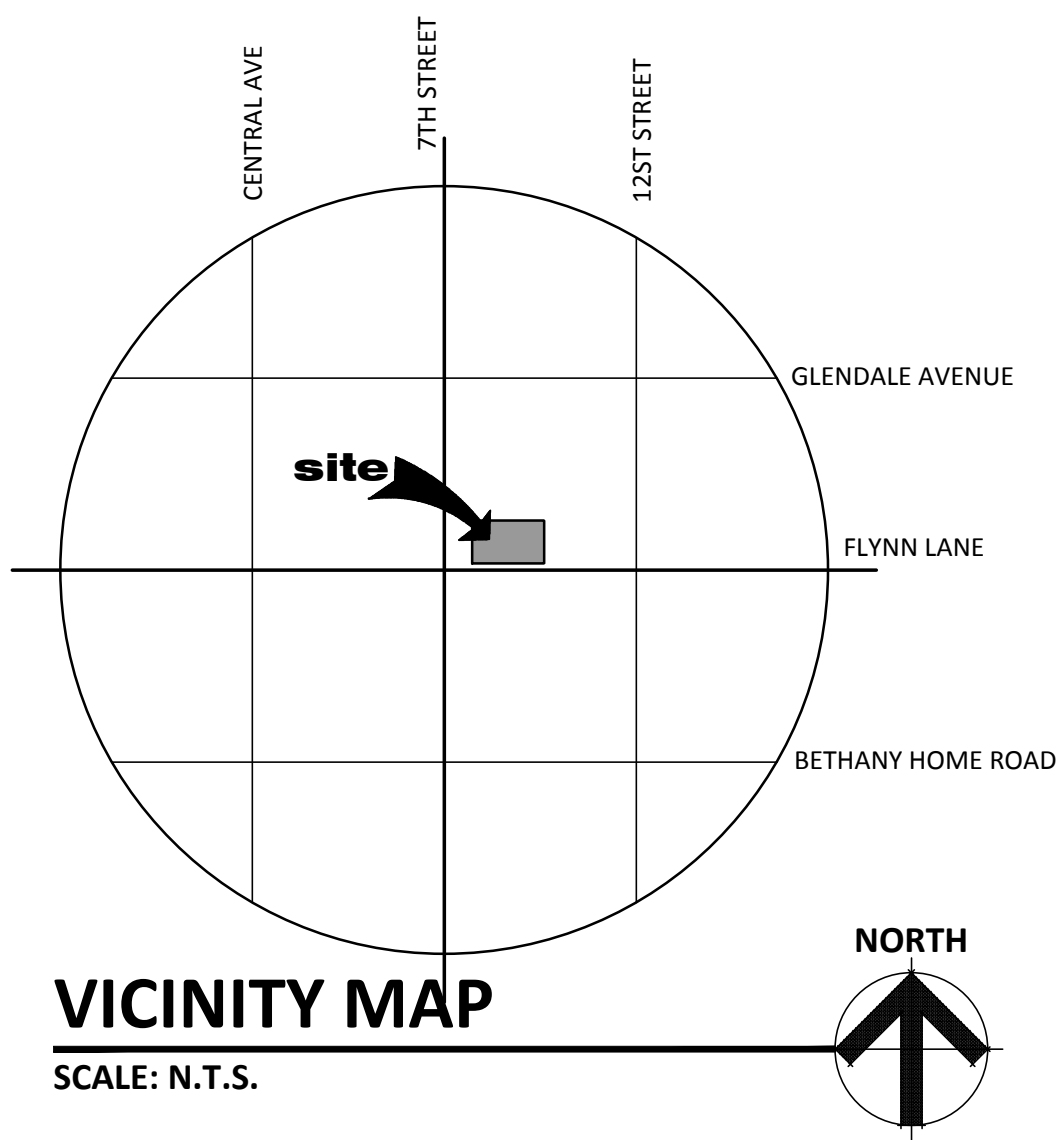 CENTRAL AVE
7TH STREET
12ST STREET
GLENDALE AVENUE
site
FLYNN LANE
BETHANY HOME ROAD
NORTH
VICINITY MAP
SCALE: N.T.S.